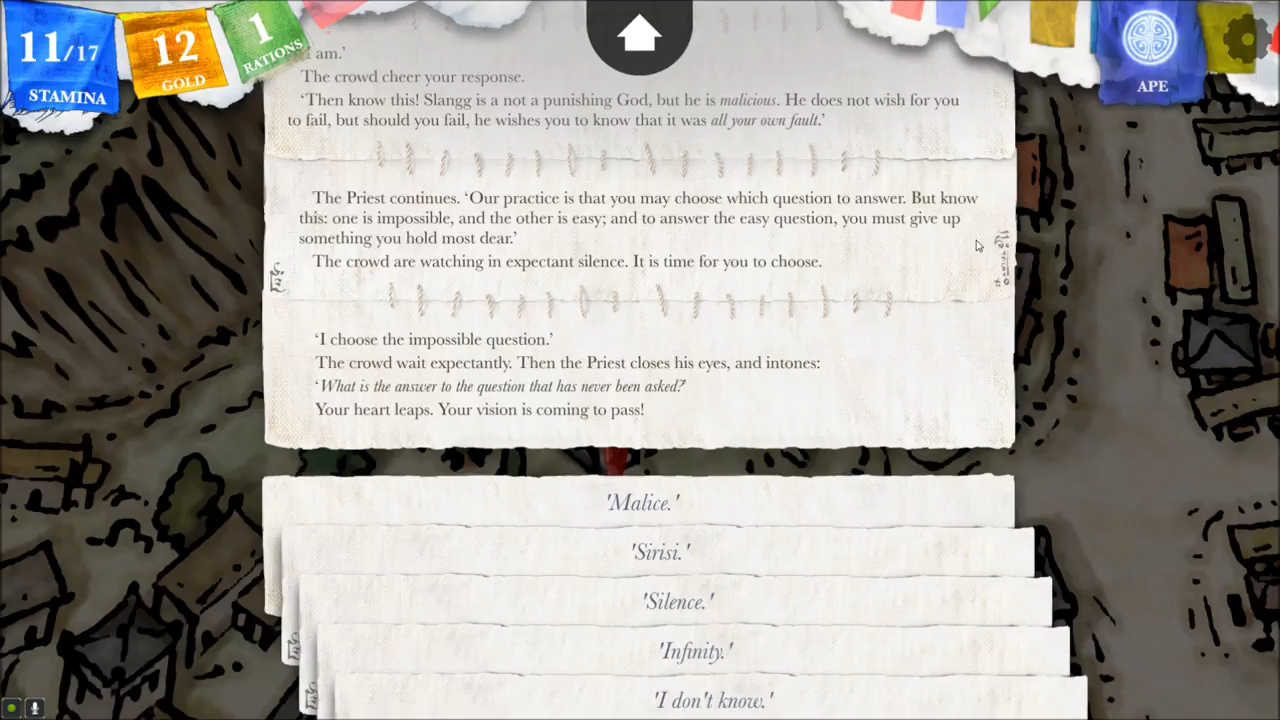 11/17
STAMINA
12
GOLD
1
RATIONS
APE
am.’
The crowd cheer your response.
‘Then know this! Slangg is a not a punishing God, but he is malicious. He does not wish for you
to fail, but should you fail, he wishes you to know that it was all your own fault.’
The Priest continues. ‘Our practice is that you may choose which question to answer. But know
this: one is impossible, and the other is easy; and to answer the easy question, you must give up
something you hold most dear.’
The crowd are watching in expectant silence. It is time for you to choose.
‘I choose the impossible question.’
The crowd wait expectantly. Then the Priest closes his eyes, and intones:
‘What is the answer to the question that has never been asked?’
Your heart leaps. Your vision is coming to pass!
'Malice.'
'Sirisi.'
'Silence.'
'Infinity.'
'I don't know.'